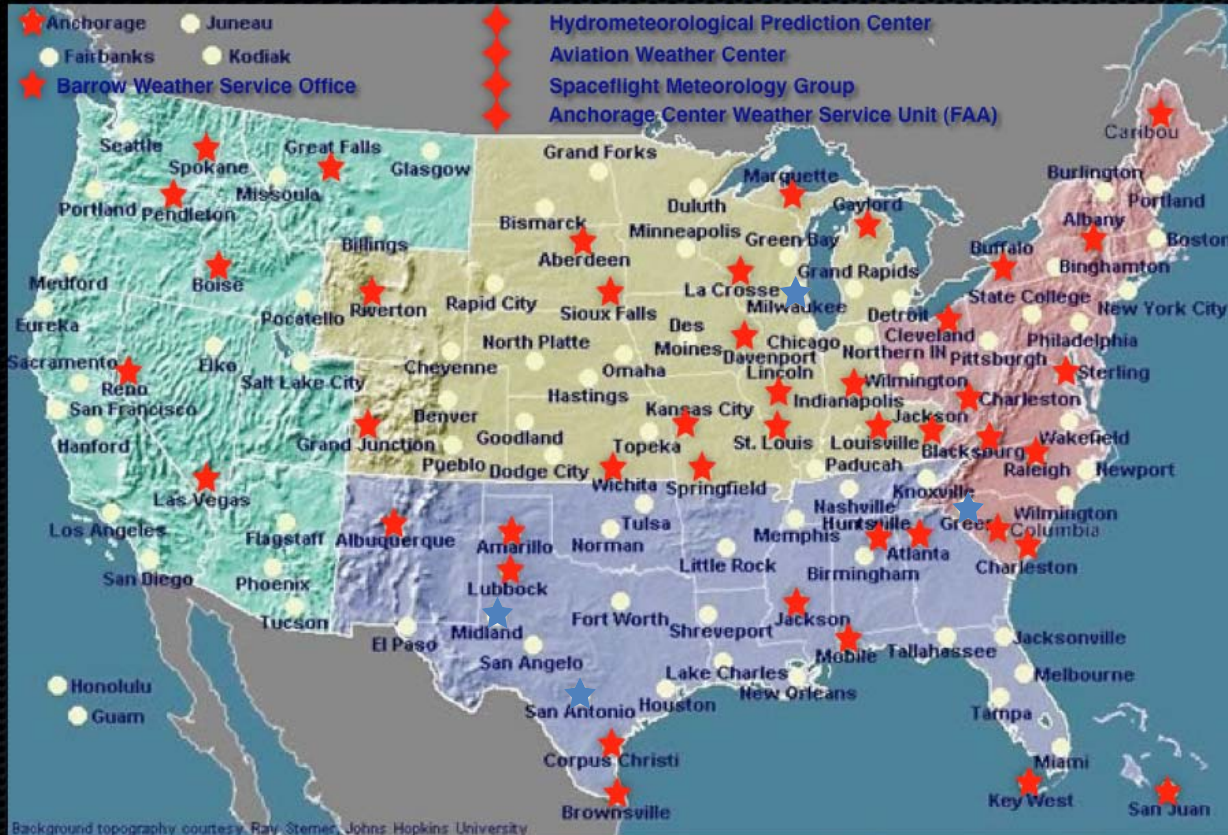 Anchorage
Juneau
Hydrometeorological Prediction Center
Fairbanks
Kodiak
Aviation Weather Center
Barrow Weather Service Office
Spaceflight Meteorology Group
Anchorage Center Weather Service Unit (FAA)
Caribou
Seattle
Spokane
Great Falls
Glasgow
Grand Forks
Marquette
Burlington
Missoula
Portland
Pendleton
Duluth
Gaylord
Portland
Bismarck
Minneapolis
Green Bay
Albany
Billings
Aberdeen
Buffalo
Boston
Medford
Boise
Grand Rapids
Binghamton
Pocatello
Riverton
Rapid City
Sioux Falls
La Crosse
Milwaukee
Detroit
State College
New York City
Eureka
Des
Moines
Cleveland
Philadelphia
North Platte
Chicago
Northern IN
Pittsburgh
Sacramento
Reno
Elko
Salt Lake City
Cheyenne
Omaha
Davenport
Lincoln
Wilmington
Sterling
San Francisco
Hastings
Indianapolis
Charleston
Denver
Kansas City
Jackson
Hanford
Grand Junction
Goodland
Topeka
St. Louis
Louisville
Blacksburg
Wakefield
Pueblo
Dodge City
Wichita
Springfield
Paducah
Raleigh
Newport
Las Vegas
Knoxville
Nashville
Wilmington
Los Angeles
Flagstaff
Albuquerque
Amarillo
Tulsa
Norman
Memphis
Huntsville
Greer
Columbia
Atlanta
San Diego
Phoenix
Lubbock
Little Rock
Birmingham
Charleston
Tucson
Midland
Fort Worth
Shreveport
Jackson
El Paso
San Angelo
Mobile
Tallahassee
Jacksonville
Honolulu
Lake Charles
Melbourne
Guam
San Antonio
Houston
New Orleans
Tampa
Corpus Christi
Miami
Brownsville
Key West
San Juan
Background topography courtesy Ray Sterner, Johns Hopkins University